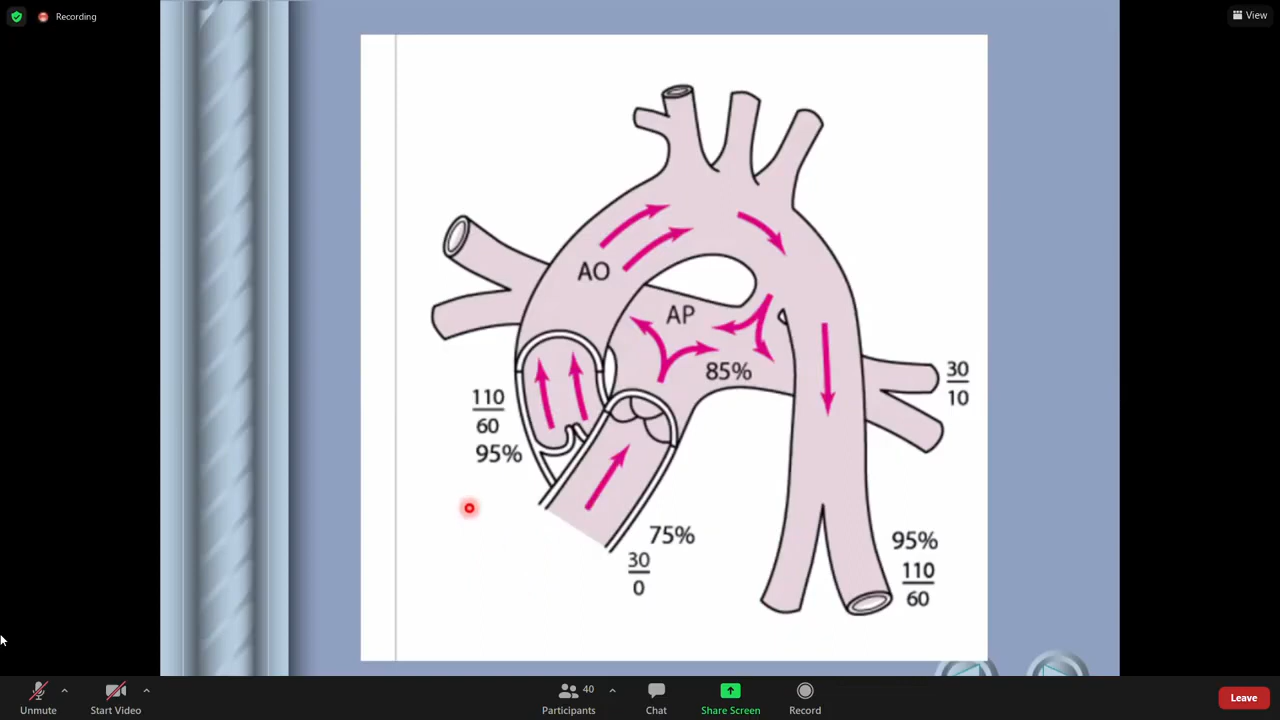 Recording
View
AO
AP
85%
110
60
95%
30
10
75%
30
0
95%
110
60
Unmute
Start Video
40
Participants
Chat
Share Screen
Record
Leave